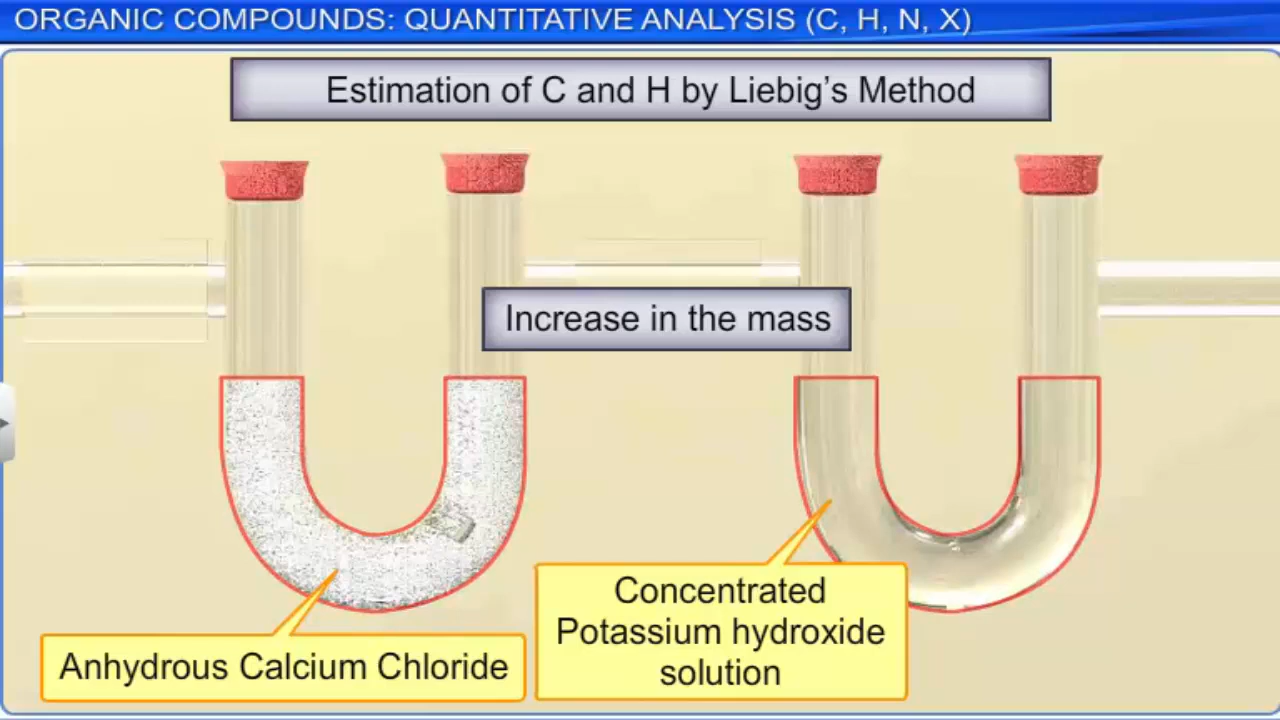 ORGANIC COMPOUNDS: QUANTITATIVE ANALYSIS (C, H, N, X)
Estimation of C and H by Liebig's Method
Increase in the mass
Anhydrous Calcium Chloride
Concentrated
Potassium hydroxide
solution